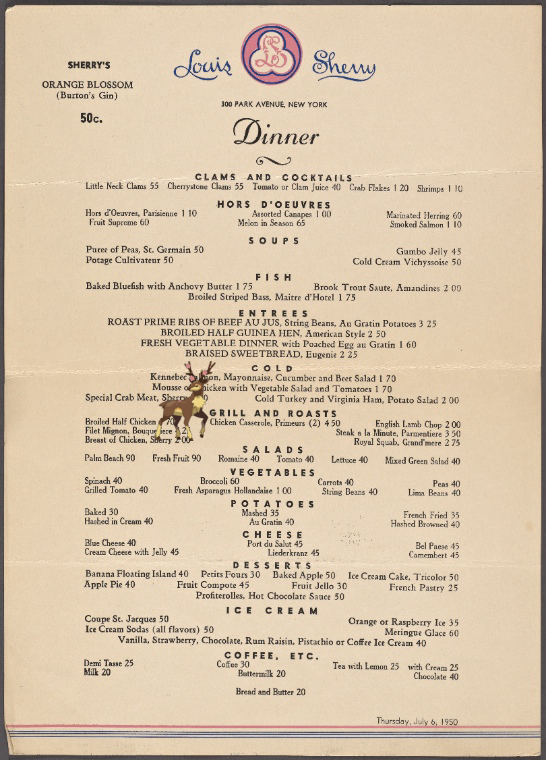 SHERRY'S
ORANGE BLOSSOM
(Burton's Gin)
50c.
Louis LS Sherry
300 PARK AVENUE, NEW YORK
Dinner
CLAMS AND COCKTAILS
Little Neck Clams 55 Cherrystone Clams 55 Tomato or Clam Juice 40 Crab Flakes 1 20 Shrimps 1 10
HORS D'OEUVRES
Hors d'Oeuvres, Parisienne 1 10 Assorted Canapes 1 00 Marinated Herring 60
Fruit Supreme 60 Melon in Season 65 Smoked Salmon 1 10
SOUPS
Puree of Peas, St. Germain 50 Gumbo Jelly 45
Potage Cultivateur 50 Cold Cream Vichyssoise 50
FISH
Baked Bluefish with Anchovy Butter 1 75 Brook Trout Saute, Amandines 2 00
Broiled Striped Bass, Maitre d'Hotel 1 75
ENTREES
ROAST PRIME RIBS OF BEEF AU JUS, String Beans, Au Gratin Potatoes 3 25
BROILED HALF GUINEA HEN, American Style 2 50
FRESH VEGETABLE DINNER with Poached Egg au Gratin 1 60
BRAISED SWEETBREAD, Eugenie 2 25
COLD
Kennebec Salmon, Mayonnaise, Cucumber and Beet Salad 1 70
Mousse of Chicken with Vegetable Salad and Tomatoes 1 70
Special Crab Meat, Cold Turkey and Virginia Ham, Potato Salad 2 00
GRILL AND ROASTS
Broiled Half Chicken Chicken Casserole, Primeurs (2) 4 50 English Lamb Chop 2 00
Filet Mignon, Steak a la Minute, Parmentiere 3 50
Breast of Chicken, Sherry 2 00 Royal Squab, Grand'mere 2 75
SALADS
Palm Beach 90 Fresh Fruit 90 Romaine 40 Tomato 40 Lettuce 40 Mixed Green Salad 40
VEGETABLES
Spinach 40 Broccoli 60 Carrots 40 Peas 40
Grilled Tomato 40 Fresh Asparagus Hollandaise 1 00 String Beans 40 Lima Beans 40
POTATOES
Baked 30 Mashed 35 French Fried 35
Hashed in Cream 40 Au Gratin 40 Hashed Browned 40
CHEESE
Blue Cheese 40 Port du Salut 45 Bel Paese 45
Cream Cheese with Jelly 45 Liederkranz 45 Camembert 45
DESSERTS
Banana Floating Island 40 Petits Fours 30 Baked Apple 50 Ice Cream Cake, Tricolor 50
Apple Pie 40 Fruit Compote 45 Fruit Jello 30 French Pastry 25
Profiterolles, Hot Chocolate Sauce 50
ICE CREAM
Coupe St. Jacques 50 Orange or Raspberry Ice 35
Ice Cream Sodas (all flavors) 50 Meringue Glace 60
Vanilla, Strawberry, Chocolate, Rum Raisin, Pistachio or Coffee Ice Cream 40
COFFEE, ETC.
Demi Tasse 25 Coffee 30 Tea with Lemon 25 with Cream 25
Milk 20 Buttermilk 20 Chocolate 40
Bread and Butter 20
Thursday, July 6, 1950